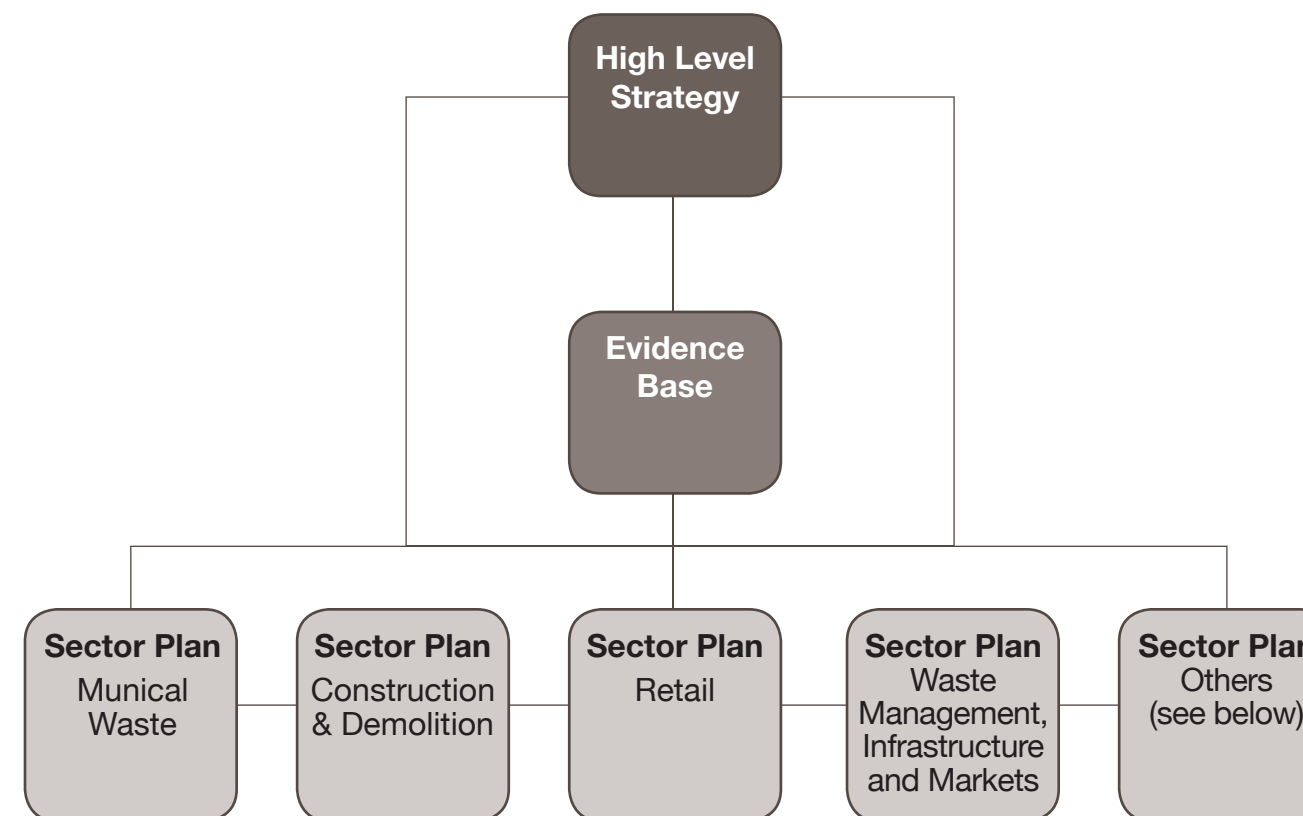 High Level
Strategy
Evidence
Base
Sector Plan
Munical
Waste
Sector Plan
Construction
& Demolition
Sector Plan
Retail
Sector Plan
Waste
Management,
Infrastructure
and Markets
Sector Plan
Others
(see below)